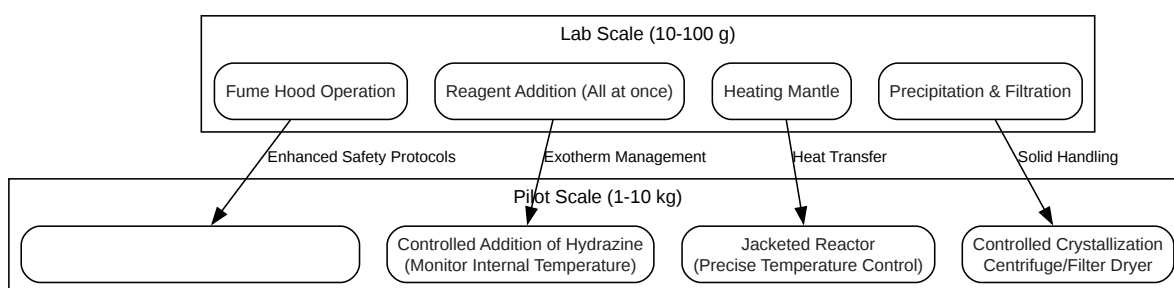 Lab Scale (10-100 g)
Fume Hood Operation
Reagent Addition (All at once)
Heating Mantle
Precipitation & Filtration
Enhanced Safety Protocols
Exotherm Management
Heat Transfer
Solid Handling
Pilot Scale (1-10 kg)
Controlled Addition of Hydrazine
(Monitor Internal Temperature)
Jacketed Reactor
(Precise Temperature Control)
Controlled Crystallization
Centrifuge/Filter Dryer